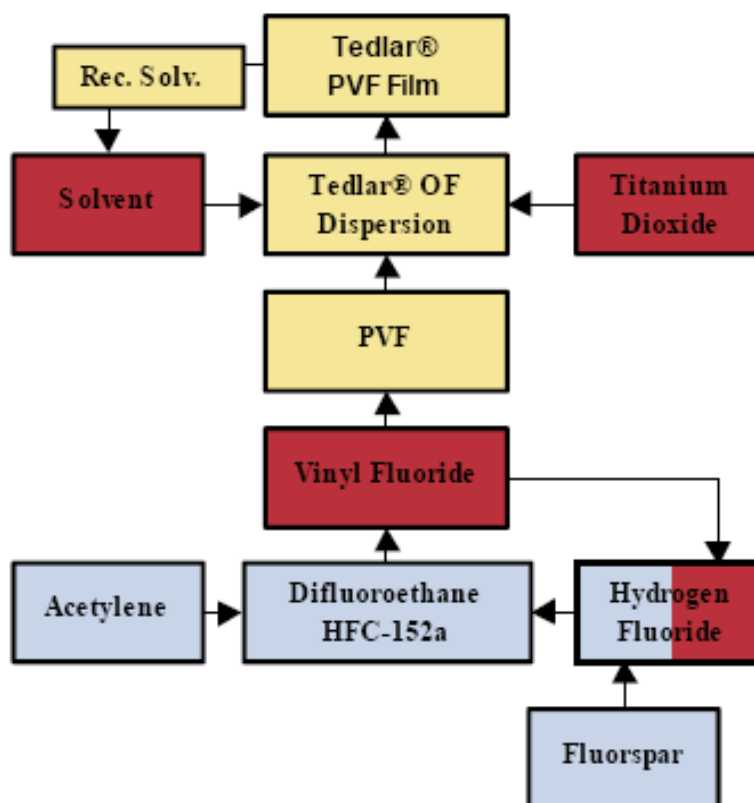 Tedlar®
PVF Film
Rec. Solv.
Solvent
Tedlar® OF
Dispersion
Titanium
Dioxide
PVF
Vinyl Fluoride
Acetylene
Difluoroethane
HFC-152a
Hydrogen
Fluoride
Fluorspar